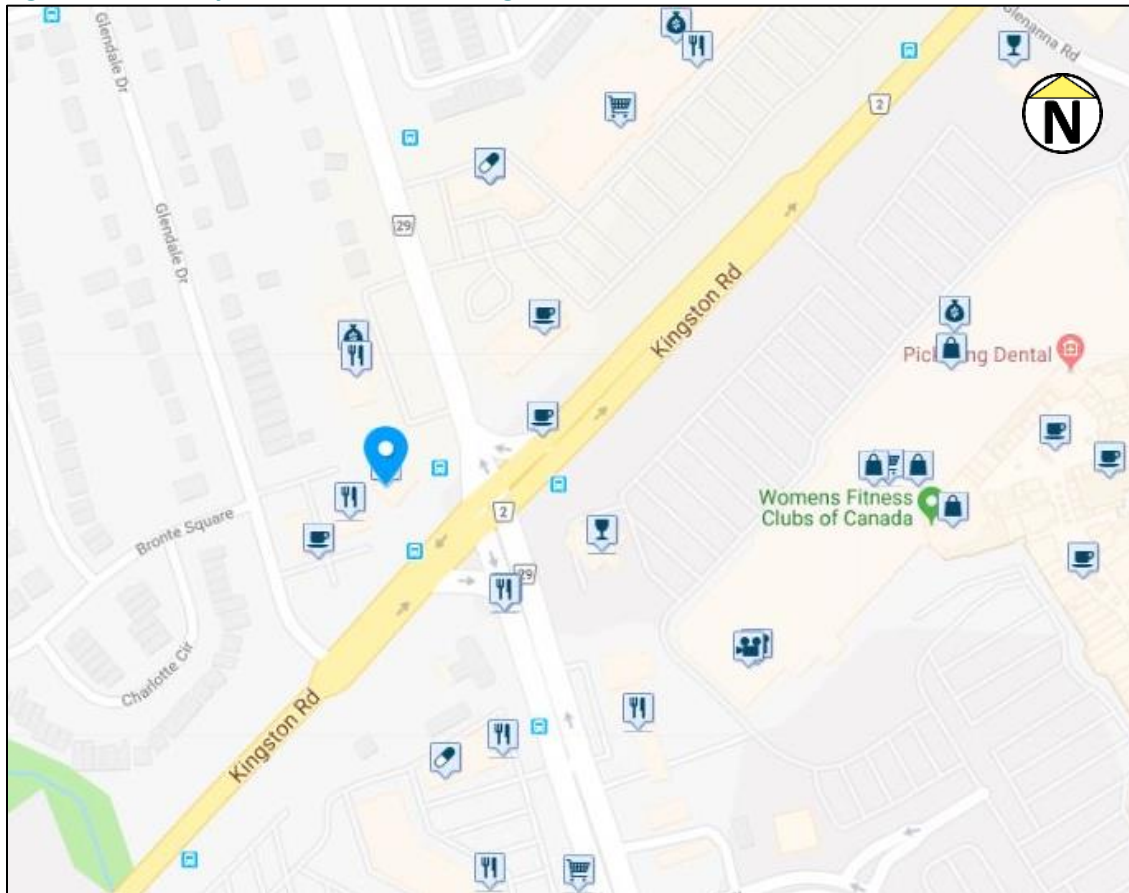 Glendale Dr
Glenanna Rd
N
2
29
Glendale Dr
Kingston Rd
Dental
Womens Fitness
Clubs of Canada
Bronte Square
2
29
Charlotte Cir
Kingston Rd